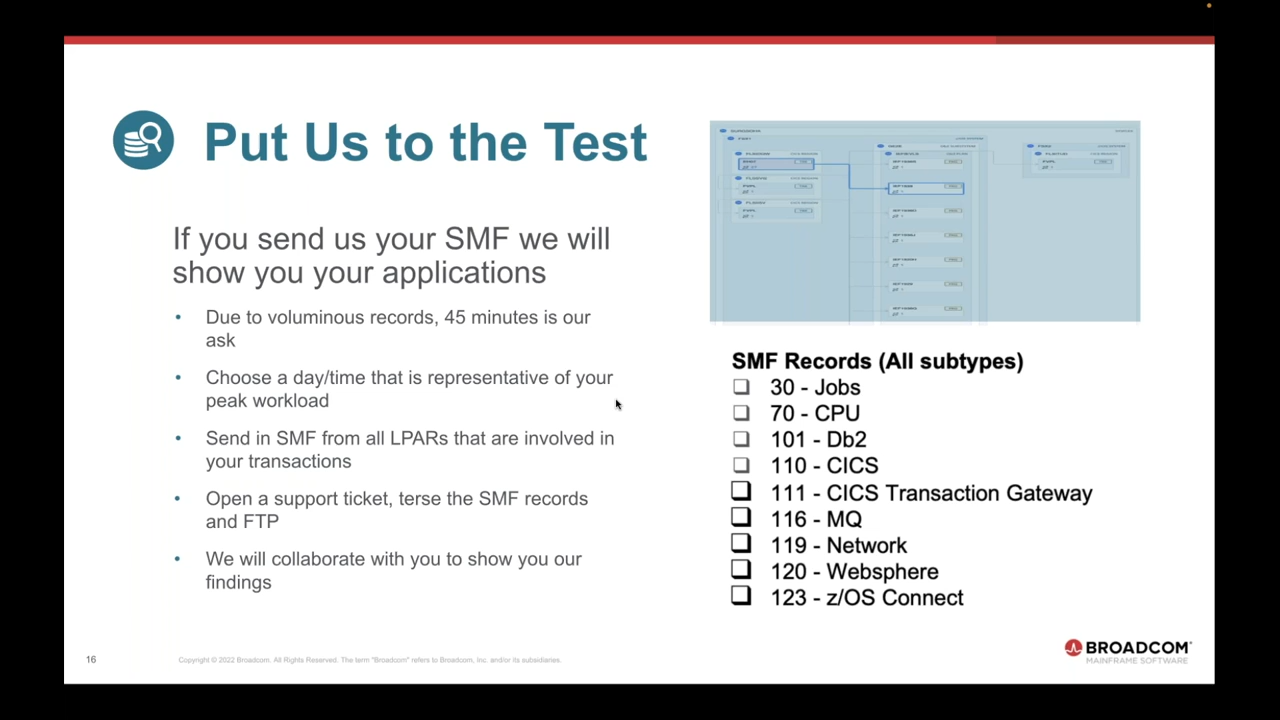 Put Us to the Test
If you send us your SMF we will
show you your applications
• Due to voluminous records, 45 minutes is our
ask
• Choose a day/time that is representative of your
peak workload
• Send in SMF from all LPARs that are involved in
your transactions
• Open a support ticket, terse the SMF records
and FTP
• We will collaborate with you to show you our
findings
SMF Records (All subtypes)
❑ 30 - Jobs
❑ 70 - CPU
❑ 101 - Db2
❑ 110 - CICS
❑ 111 - CICS Transaction Gateway
❑ 116 - MQ
❑ 119 - Network
❑ 120 - Websphere
❑ 123 - z/OS Connect
16
Copyright © 2022 Broadcom. All Rights Reserved. The term "Broadcom" refers to Broadcom, Inc. and/or its subsidiaries.
BROADCOM
MAINFRAME SOFTWARE